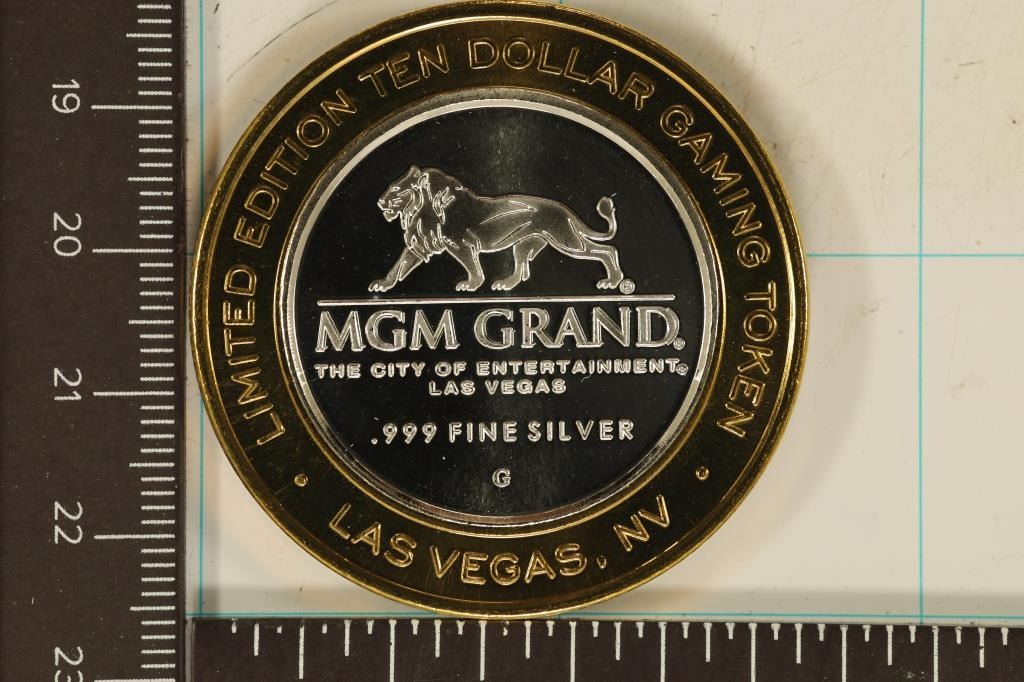 LIMITED EDITION TEN DOLLAR GAMING TOKEN
MGM GRAND®
THE CITY OF ENTERTAINMENT®
LAS VEGAS
.999 FINE SILVER
G
• LAS VEGAS, NV •
19
20
21
22
23